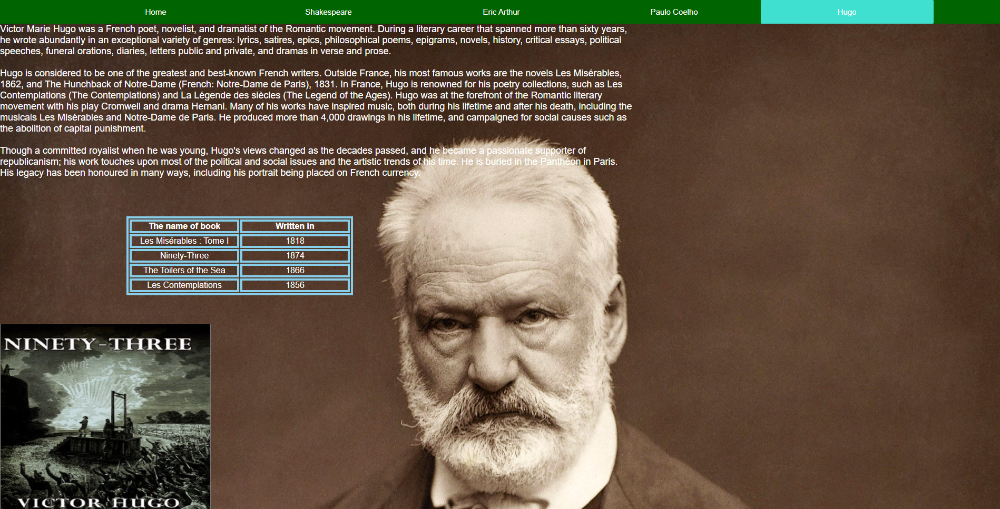 Home Shakespeare Eric Arthur Paulo Coelho Hugo
Victor Marie Hugo was a French poet, novelist, and dramatist of the Romantic movement. During a literary career that spanned more than sixty years,
he wrote abundantly in an exceptional variety of genres: lyrics, satires, epics, philosophical poems, epigrams, novels, history, critical essays, political
speeches, funeral orations, diaries, letters public and private, and dramas in verse and prose.
Hugo is considered to be one of the greatest and best-known French writers. Outside France, his most famous works are the novels Les Misérables,
1862, and The Hunchback of Notre-Dame (French: Notre-Dame de Paris), 1831. In France, Hugo is renowned for his poetry collections, such as Les
Contemplations (The Contemplations) and La Légende des siècles (The Legend of the Ages). Hugo was at the forefront of the Romantic literary
movement with his play Cromwell and drama Hernani. Many of his works have inspired music, both during his lifetime and after his death, including the
musicals Les Misérables and Notre-Dame de Paris. He produced more than 4,000 drawings in his lifetime, and campaigned for social causes such as
the abolition of capital punishment.
Though a committed royalist when he was young, Hugo's views changed as the decades passed, and he became a passionate supporter of
republicanism; his work touches upon most of the political and social issues and the artistic trends of his time. He is buried in the Panthéon in Paris.
His legacy has been honoured in many ways, including his portrait being placed on French currency.
The name of book Written in
Les Misérables : Tome I 1818
Ninety-Three 1874
The Toilers of the Sea 1866
Les Contemplations 1856
NINETY-THREE
VICTOR HUGO